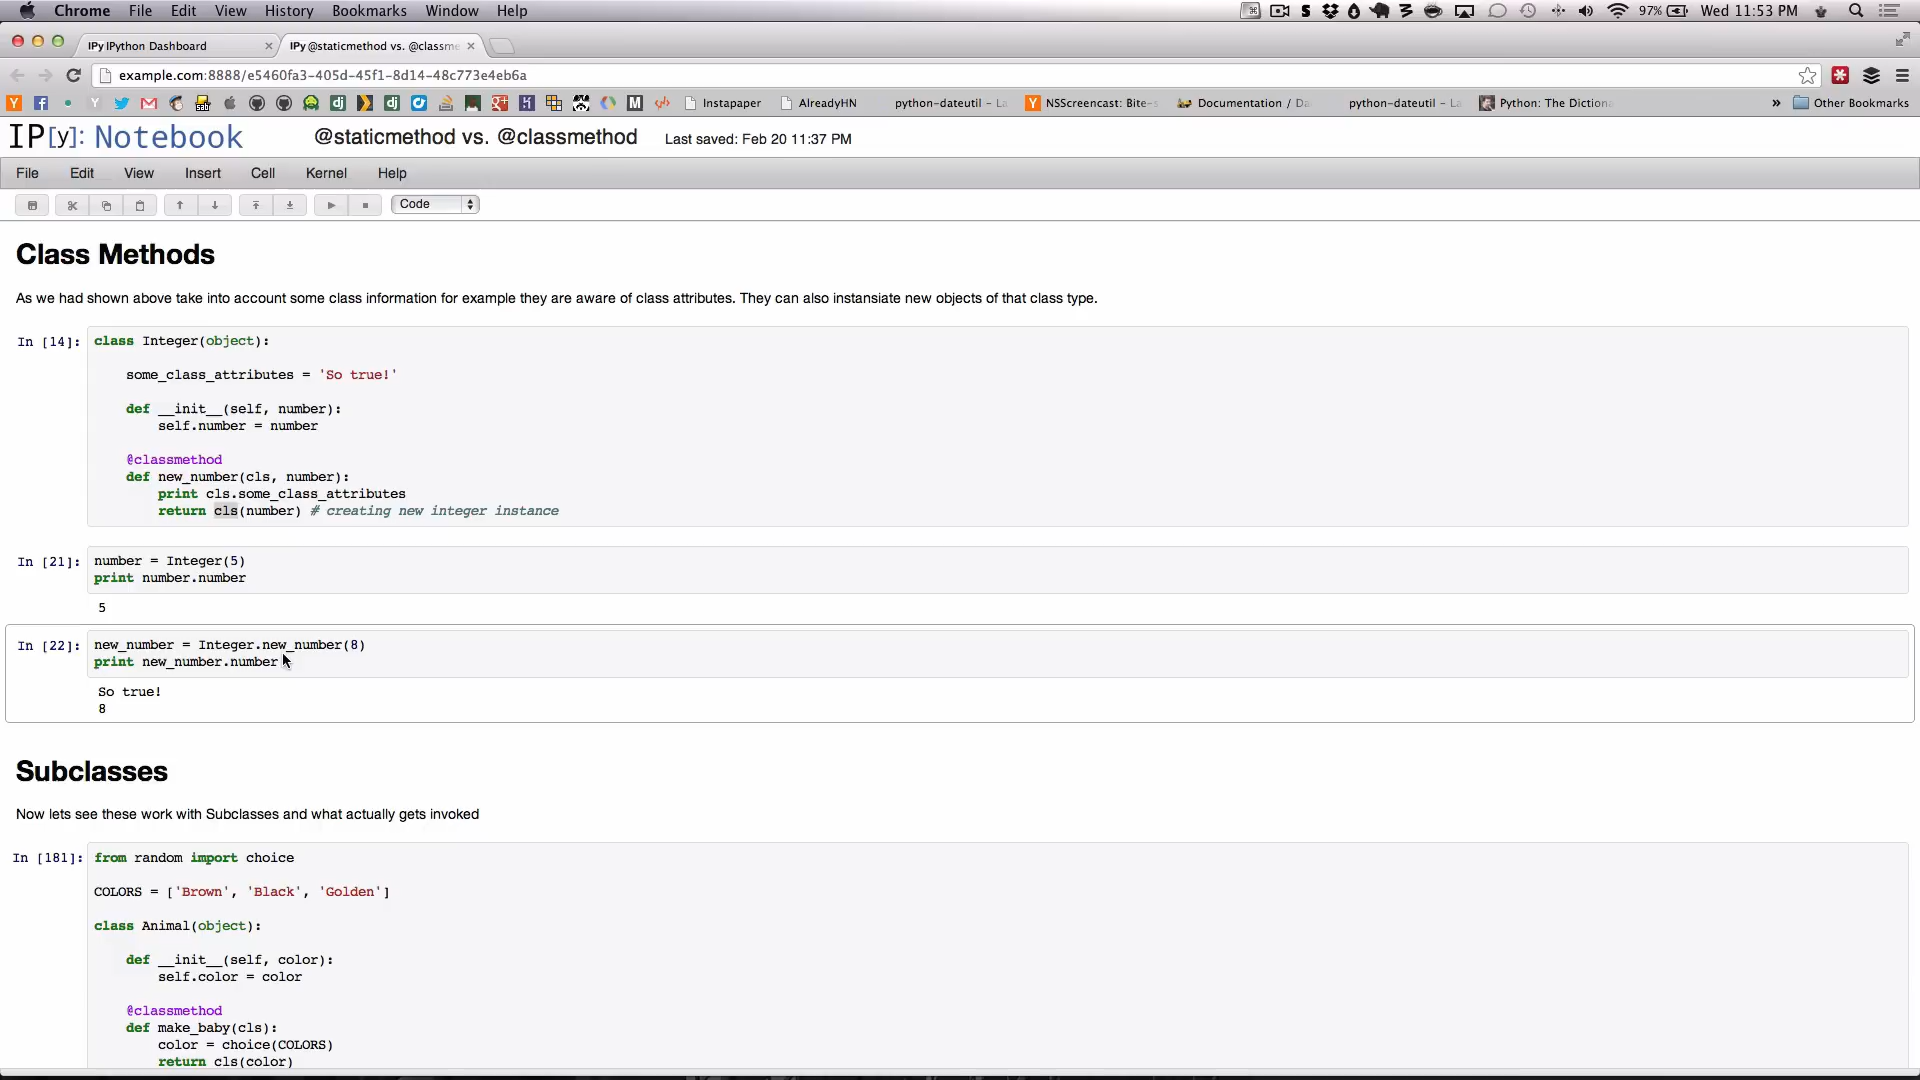 Chrome File Edit View History Bookmarks Window Help 97% Wed 11:53 PM
IPy IPython Dashboard IPy @staticmethod vs. @classme
example.com:8888/e5460fa3-405d-45f1-8d14-48c773e4eb6a
Instapaper AlreadyHN python-dateutil - La NSScreencast: Bite-s Documentation / Da python-dateutil - La Python: The Dictiona » Other Bookmarks
IP[y]: Notebook @staticmethod vs. @classmethod Last saved: Feb 20 11:37 PM
File Edit View Insert Cell Kernel Help
Code
Class Methods
As we had shown above take into account some class information for example they are aware of class attributes. They can also instansiate new objects of that class type.
In [14]: class Integer(object):
some_class_attributes = 'So true!'
def __init__(self, number):
self.number = number
@classmethod
def new_number(cls, number):
print cls.some_class_attributes
return cls(number) # creating new integer instance
In [21]: number = Integer(5)
print number.number
5
In [22]: new_number = Integer.new_number(8)
print new_number.number
So true!
8
Subclasses
Now lets see these work with Subclasses and what actually gets invoked
In [181]: from random import choice
COLORS = ['Brown', 'Black', 'Golden']
class Animal(object):
def __init__(self, color):
self.color = color
@classmethod
def make_baby(cls):
color = choice(COLORS)
return cls(color)